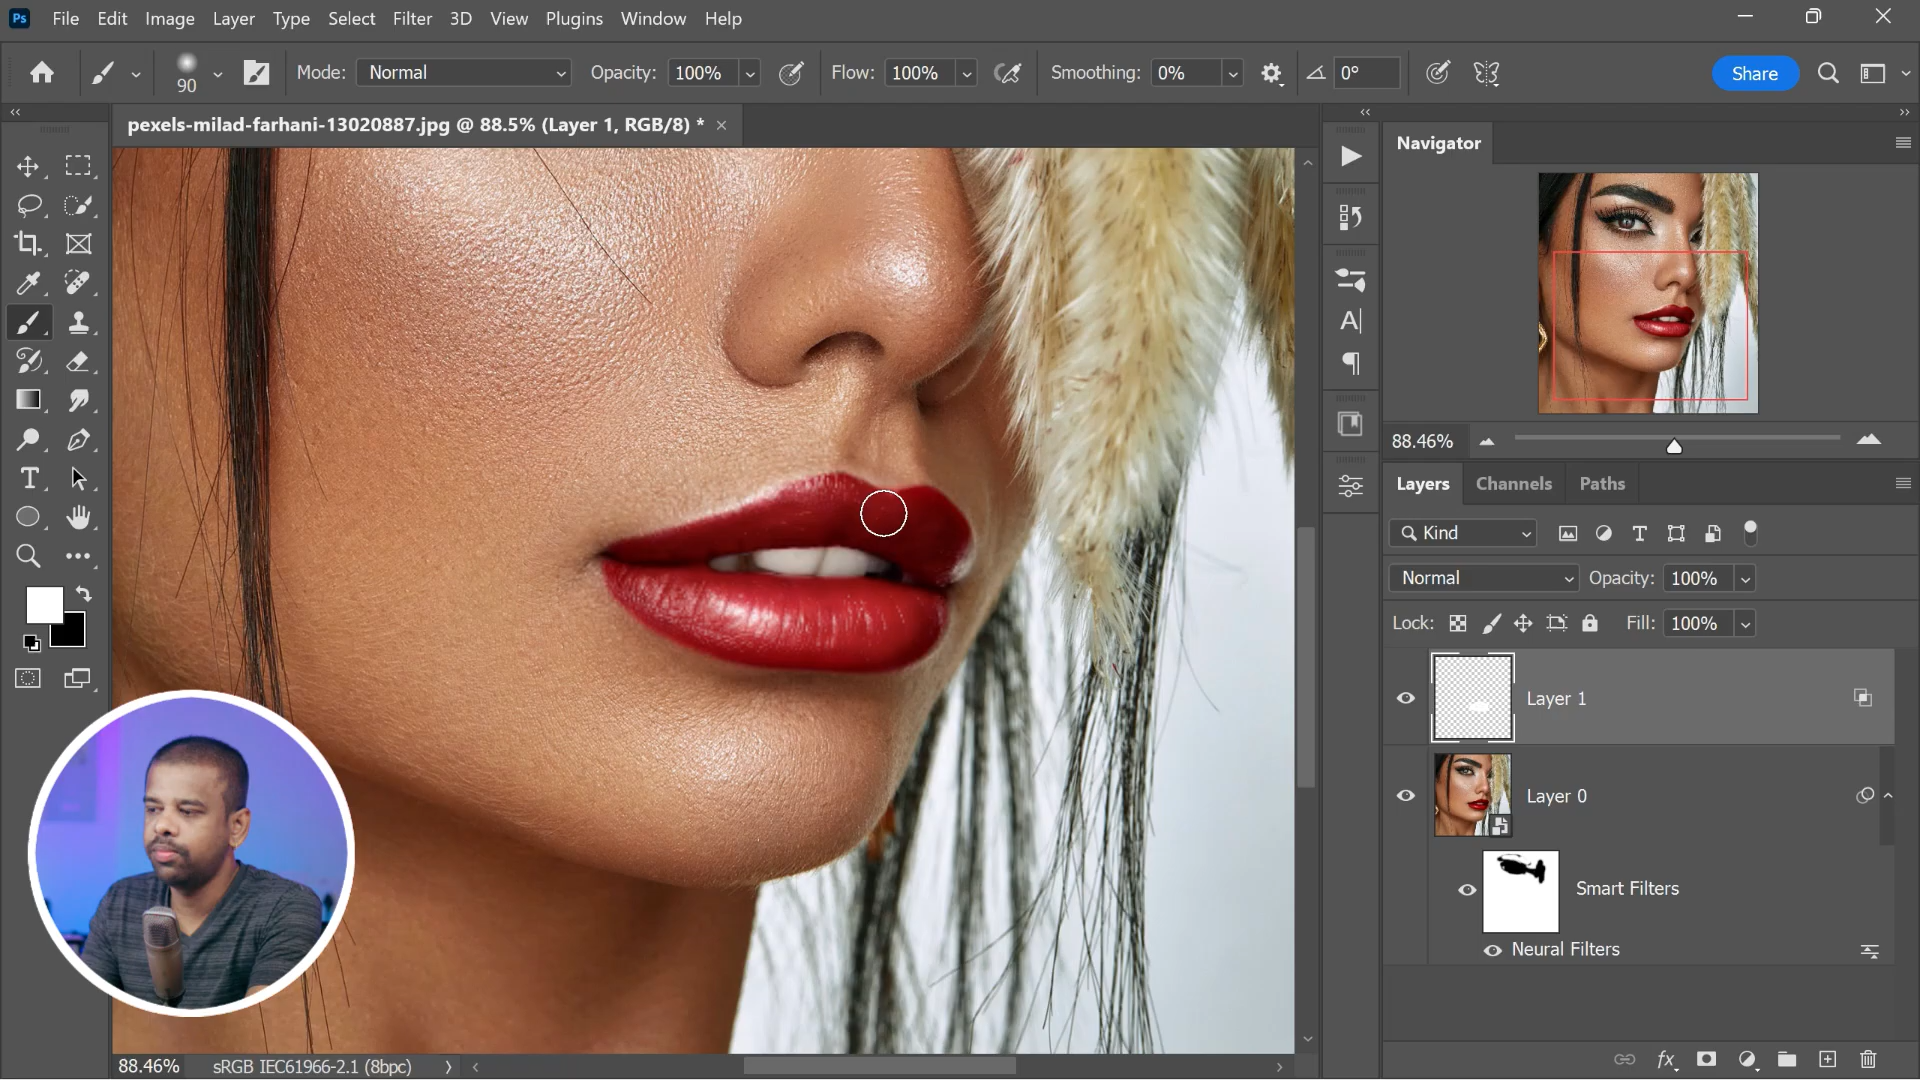 Ps File Edit Image Layer Type Select Filter 3D View Plugins Window Help
90 Mode: Normal Opacity: 100% Flow: 100% Smoothing: 0% 0° Share
pexels-milad-farhani-13020887.jpg @ 88.5% (Layer 1, RGB/8) *
Navigator
88.46%
Layers Channels Paths
Kind
Normal Opacity: 100%
Lock: Fill: 100%
Layer 1
Layer 0
Smart Filters
Neural Filters
88.46% sRGB IEC61966-2.1 (8bpc)